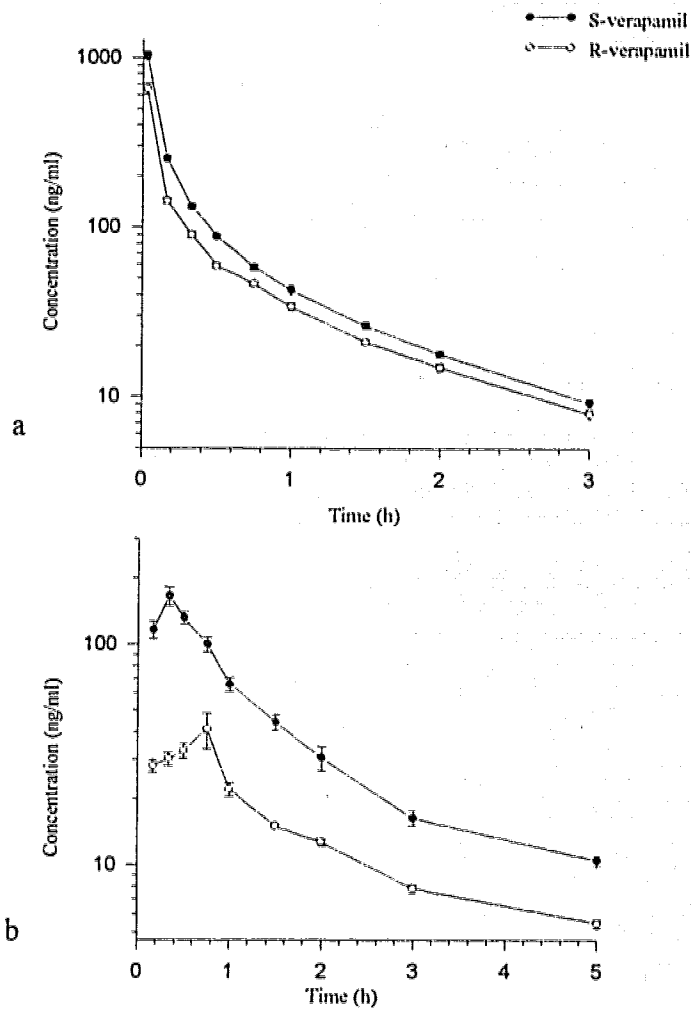 S-verapamil
R-verapamil
1000
100
10
Concentration (ng/ml)
a
0 1 2 3
Time (h)
100
10
Concentration (ng/ml)
b
0 1 2 3 4 5
Time (h)